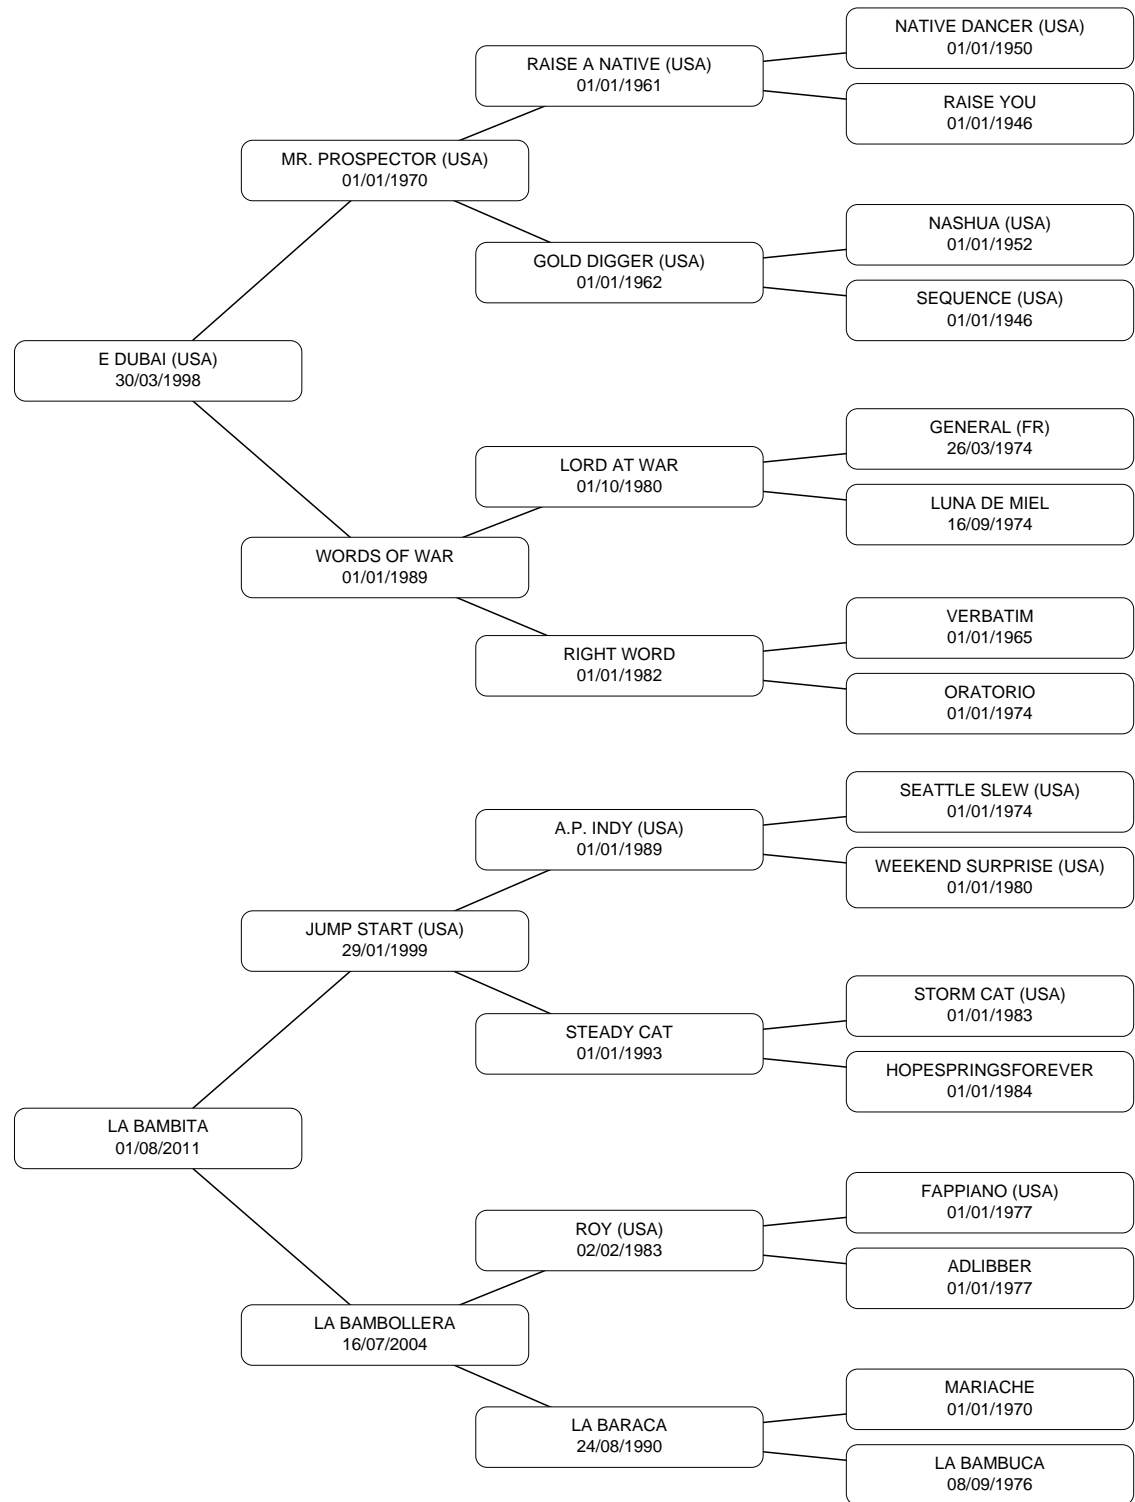 NATIVE DANCER (USA)
01/01/1950
RAISE A NATIVE (USA)
01/01/1961
RAISE YOU
01/01/1946
MR. PROSPECTOR (USA)
01/01/1970
NASHUA (USA)
01/01/1952
GOLD DIGGER (USA)
01/01/1962
SEQUENCE (USA)
01/01/1946
E DUBAI (USA)
30/03/1998
GENERAL (FR)
26/03/1974
LORD AT WAR
01/10/1980
LUNA DE MIEL
16/09/1974
WORDS OF WAR
01/01/1989
VERBATIM
01/01/1965
RIGHT WORD
01/01/1982
ORATORIO
01/01/1974
SEATTLE SLEW (USA)
01/01/1974
A.P. INDY (USA)
01/01/1989
WEEKEND SURPRISE (USA)
01/01/1980
JUMP START (USA)
29/01/1999
STORM CAT (USA)
01/01/1983
STEADY CAT
01/01/1993
HOPESPRINGSFOREVER
01/01/1984
LA BAMBITA
01/08/2011
FAPPIANO (USA)
01/01/1977
ROY (USA)
02/02/1983
ADLIBBER
01/01/1977
LA BAMBOLLERA
16/07/2004
MARIACHE
01/01/1970
LA BARACA
24/08/1990
LA BAMBUCA
08/09/1976